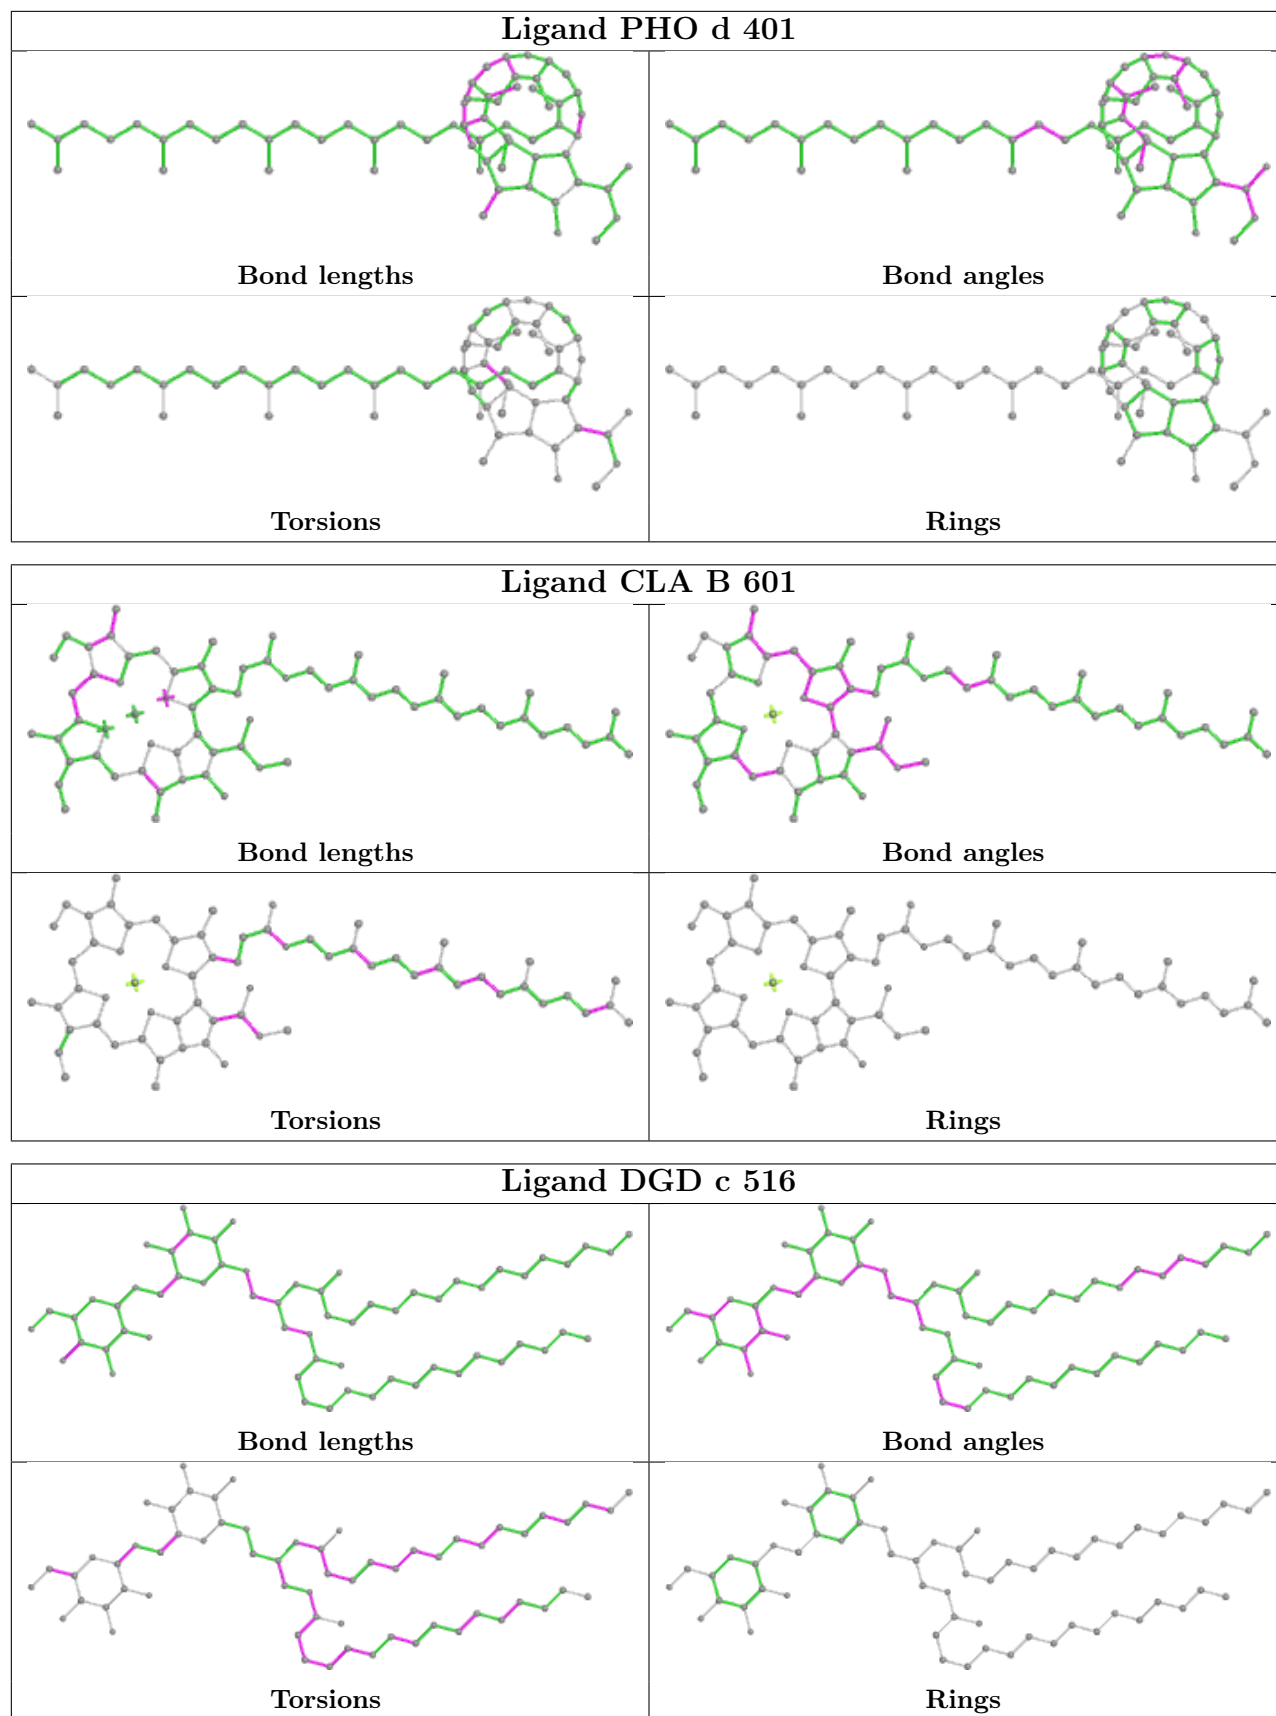 Ligand PHO d 401
Bond lengths
Bond angles
Torsions
Rings
Ligand CLA B 601
Bond lengths
Bond angles
Torsions
Rings
Ligand DGD c 516
Bond lengths
Bond angles
Torsions
Rings